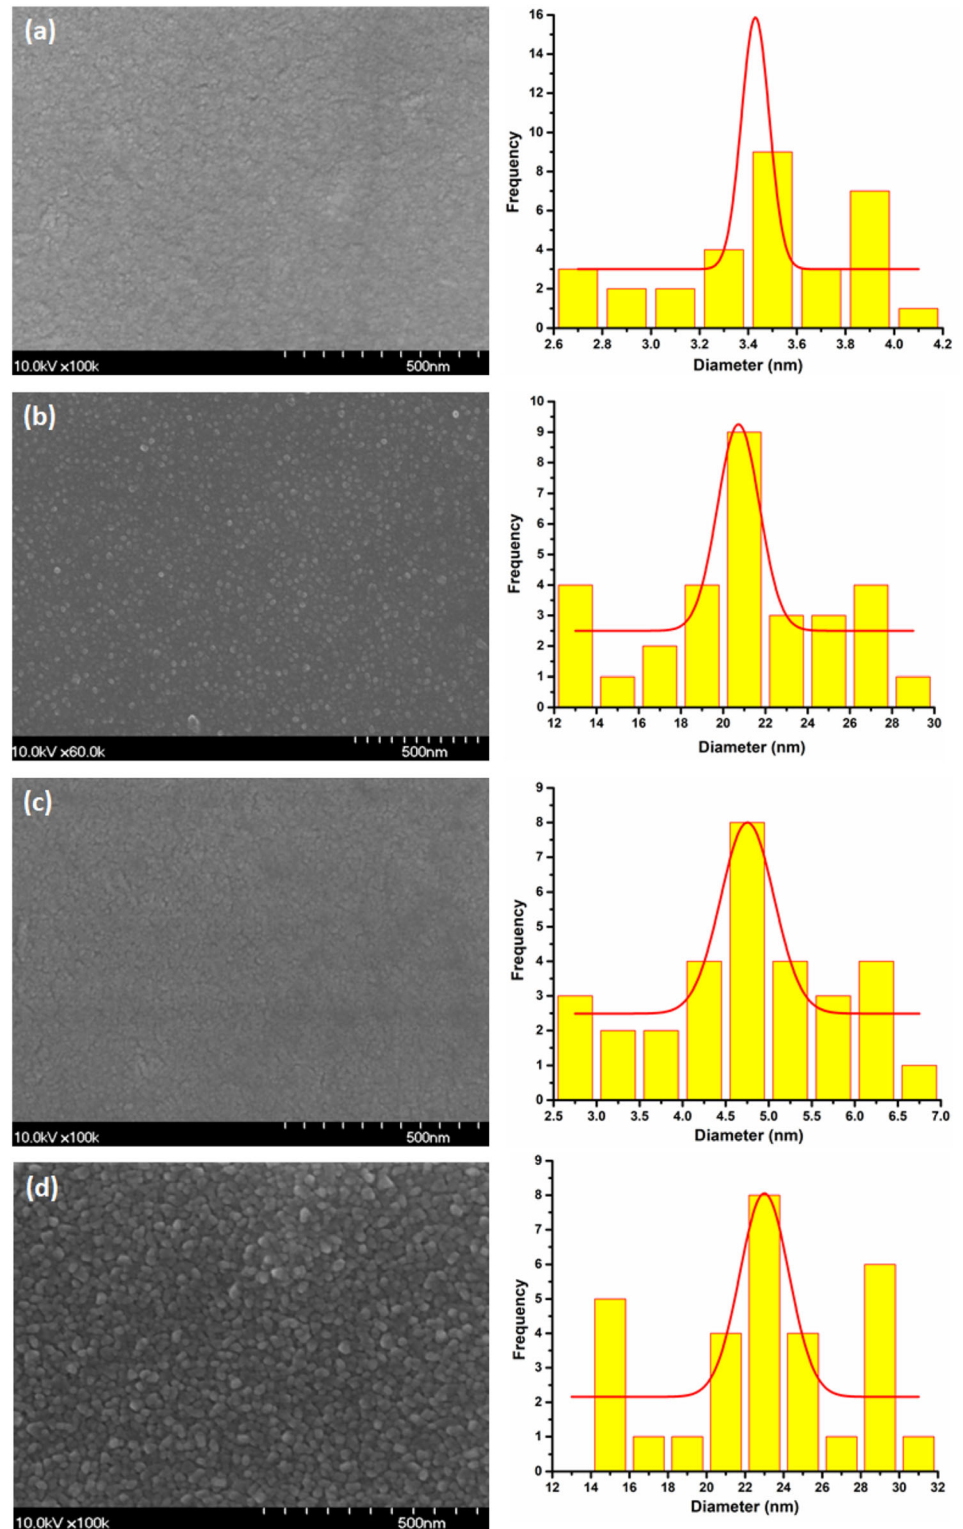 (a)
10.0kV x100k 500nm
Frequency
16
14
12
10
8
6
4
2
0
2.6 2.8 3.0 3.2 3.4 3.6 3.8 4.0 4.2
Diameter (nm)
(b)
10.0kV x60.0k 500nm
Frequency
10
9
8
7
6
5
4
3
2
1
0
12 14 16 18 20 22 24 26 28 30
Diameter (nm)
(c)
10.0kV x100k 500nm
Frequency
9
8
7
6
5
4
3
2
1
0
2.5 3.0 3.5 4.0 4.5 5.0 5.5 6.0 6.5 7.0
Diameter (nm)
(d)
10.0kV x100k 500nm
Frequency
9
8
7
6
5
4
3
2
1
0
12 14 16 18 20 22 24 26 28 30 32
Diameter (nm)